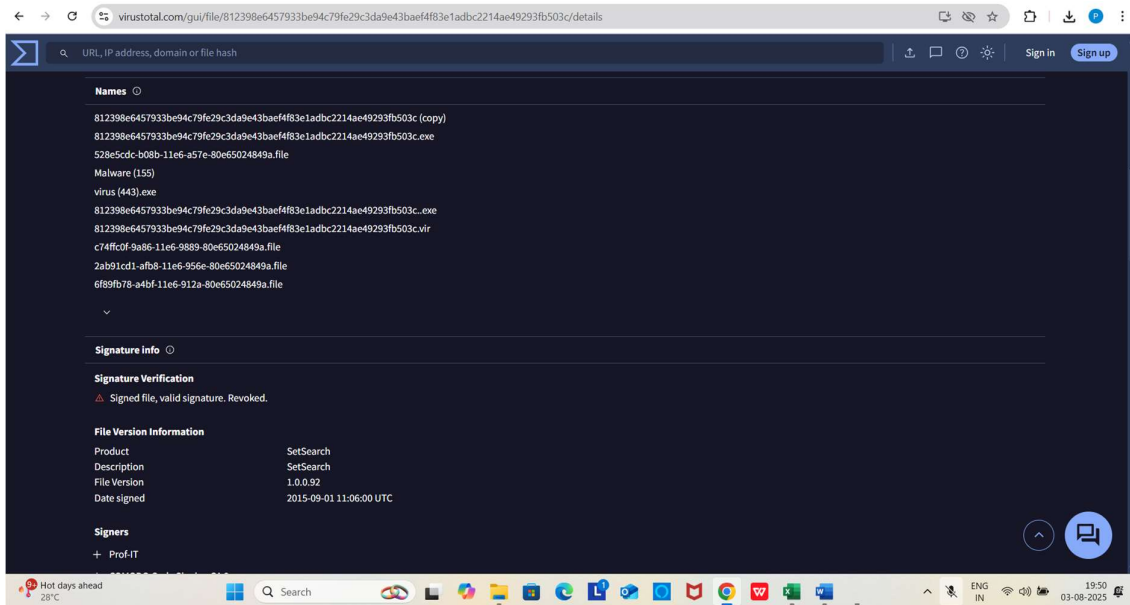 virustotal.com/gui/file/812398e6457933be94c79fe29c3da9e43baef4f83e1adbc2214ae49293fb503c/details
P
URL, IP address, domain or file hash
Sign in
Sign up
Names
812398e6457933be94c79fe29c3da9e43baef4f83e1adbc2214ae49293fb503c (copy)
812398e6457933be94c79fe29c3da9e43baef4f83e1adbc2214ae49293fb503c.exe
528e5cdc-b08b-11e6-a57e-80e65024849a.file
Malware (155)
virus (443).exe
812398e6457933be94c79fe29c3da9e43baef4f83e1adbc2214ae49293fb503c..exe
812398e6457933be94c79fe29c3da9e43baef4f83e1adbc2214ae49293fb503c.vir
c74ffc0f-9a86-11e6-9889-80e65024849a.file
2ab91cd1-afb8-11e6-956e-80e65024849a.file
6f89fb78-a4bf-11e6-912a-80e65024849a.file
Signature info
Signature Verification
Signed file, valid signature. Revoked.
File Version Information
Product SetSearch
Description SetSearch
File Version 1.0.0.92
Date signed 2015-09-01 11:06:00 UTC
Signers
+ Prof-IT
9+ Hot days ahead
28°C
Search
ENG
IN
19:50
03-08-2025